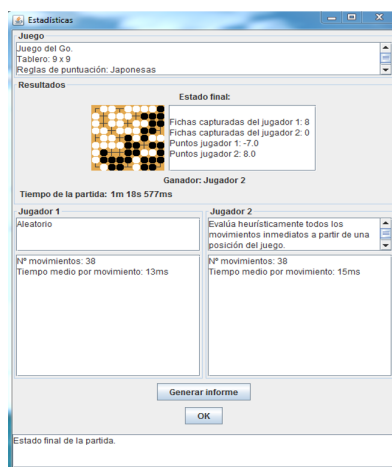 Estadísticas
Juego
Juego del Go.
Tablero: 9 x 9
Reglas de puntuación: Japonesas
Resultados
Estado final:
Fichas capturadas del jugador 1: 8
Fichas capturadas del jugador 2: 0
Puntos jugador 1: -7.0
Puntos jugador 2: 8.0
Ganador: Jugador 2
Tiempo de la partida: 1m 18s 577ms
Jugador 1
Aleatorio
Nº movimientos: 38
Tiempo medio por movimiento: 13ms
Jugador 2
Evalúa heurísticamente todos los
movimientos inmediatos a partir de una
posición del juego.
Nº movimientos: 38
Tiempo medio por movimiento: 15ms
Generar informe
OK
Estado final de la partida.